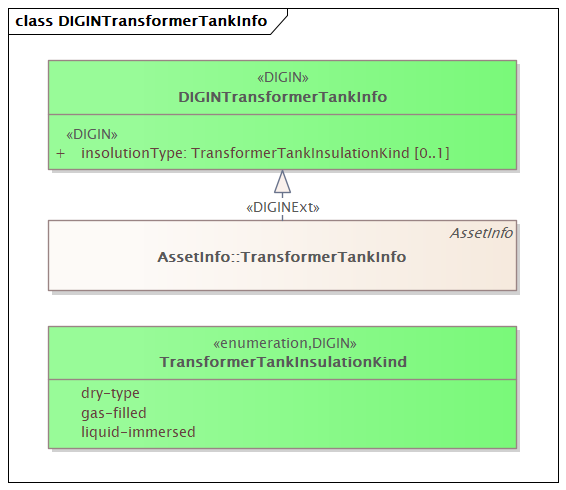 class DIGINTransformerTankInfo
«DIGIN»
DIGINTransformerTankInfo
«DIGIN»
+ insolutionType: TransformerTankInsulationKind [0..1]
«DIGINExt»
AssetInfo
AssetInfo::TransformerTankInfo
«enumeration,DIGIN»
TransformerTankInsulationKind
dry-type
gas-filled
liquid-immersed